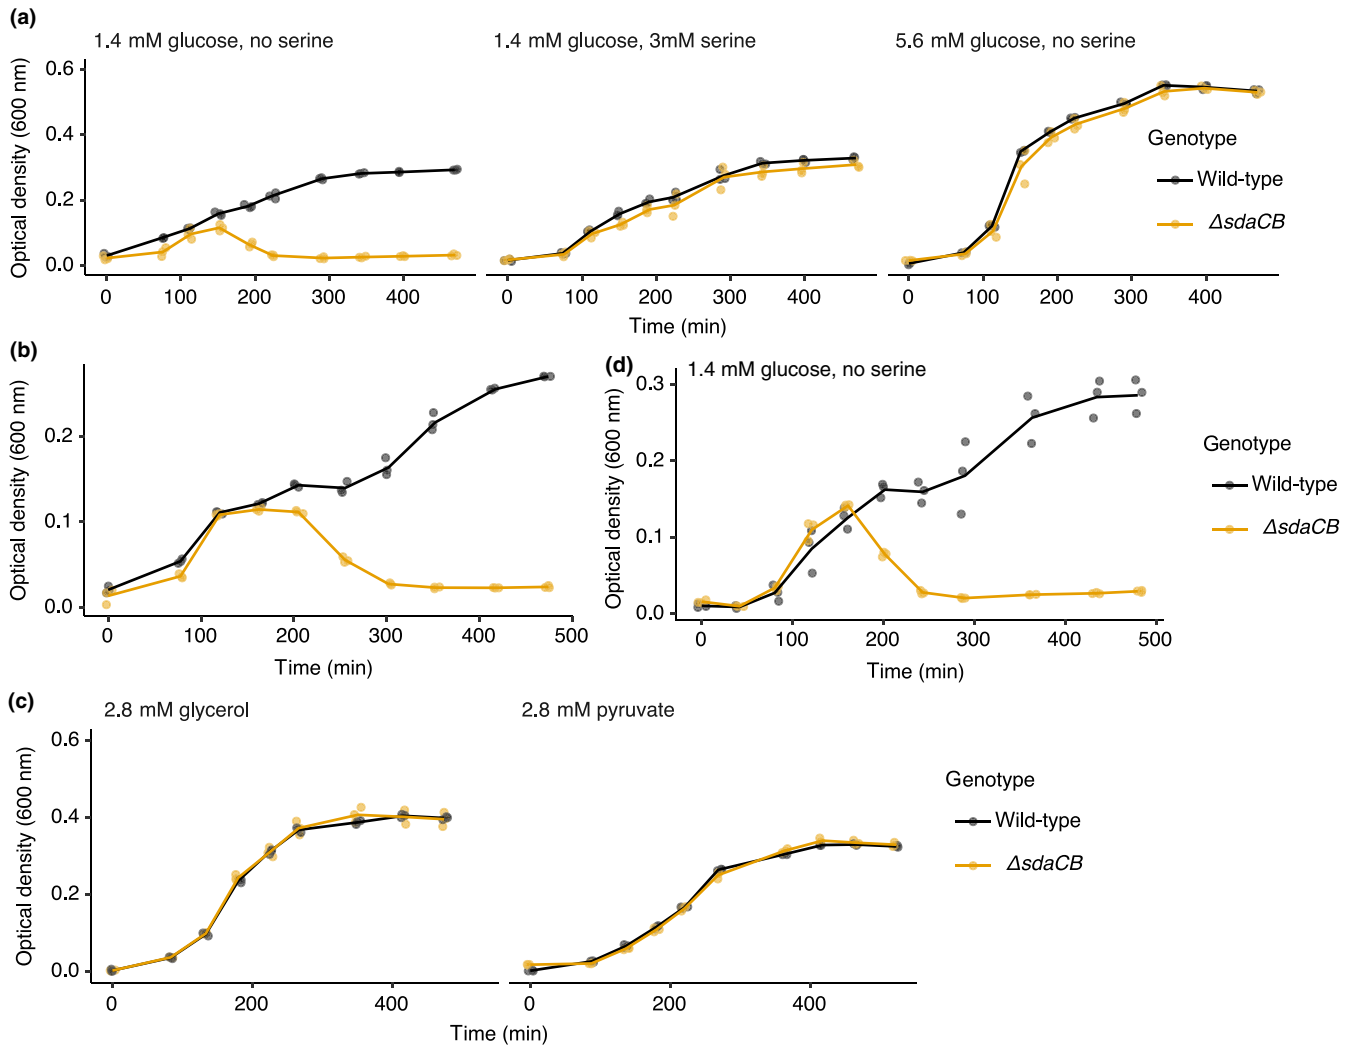 (a)
1.4 mM glucose, no serine
1.4 mM glucose, 3mM serine
5.6 mM glucose, no serine
Optical density (600 nm)
0.6
0.4
0.2
0.0
0 100 200 300 400
0 100 200 300 400
0 100 200 300 400
Time (min)
Genotype
Wild-type
ΔsdaCB
(b)
Optical density (600 nm)
0.2
0.1
0.0
0 100 200 300 400 500
Time (min)
(d)
1.4 mM glucose, no serine
Optical density (600 nm)
0.3
0.2
0.1
0.0
0 100 200 300 400 500
Time (min)
Genotype
Wild-type
ΔsdaCB
(c)
2.8 mM glycerol
2.8 mM pyruvate
Optical density (600 nm)
0.6
0.4
0.2
0.0
0 200 400
0 200 400
Time (min)
Genotype
Wild-type
ΔsdaCB